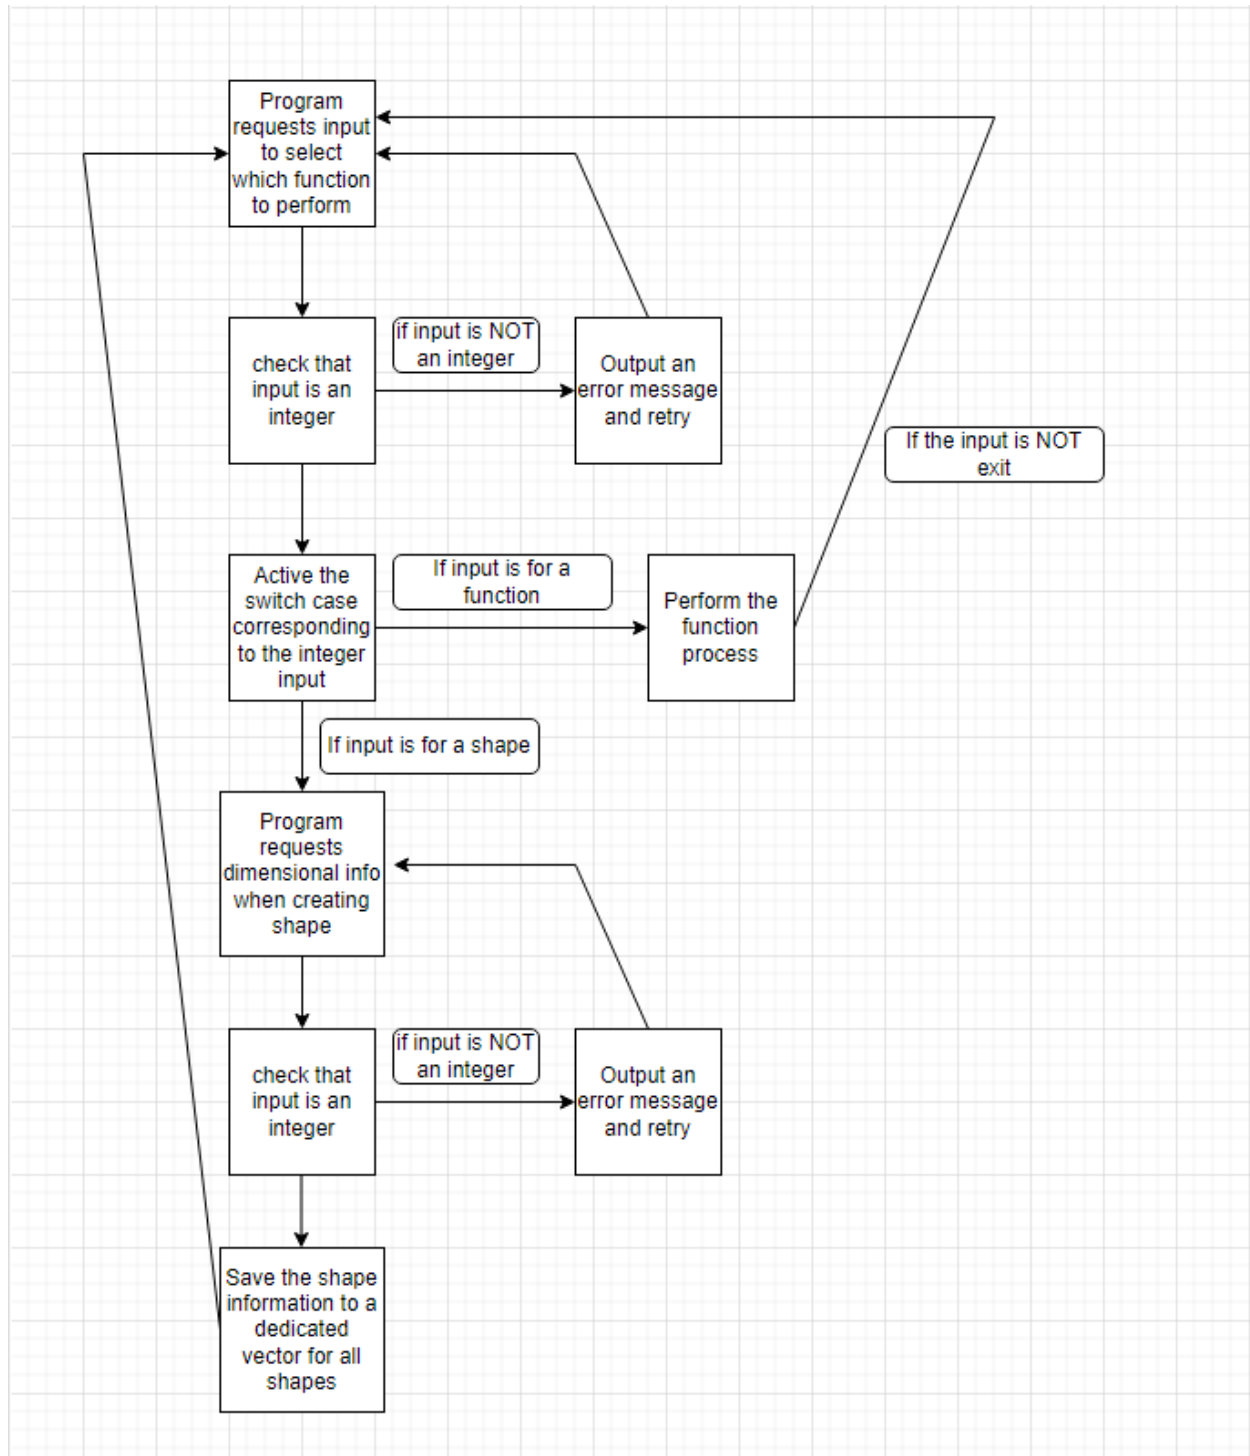 Program
requests input
to select
which function
to perform
check that
input is an
integer
if input is NOT
an integer
Output an
error message
and retry
If the input is NOT
exit
Active the
switch case
corresponding
to the integer
input
If input is for a
function
Perform the
function
process
If input is for a shape
Program
requests
dimensional info
when creating
shape
check that
input is an
integer
if input is NOT
an integer
Output an
error message
and retry
Save the shape
information to a
dedicated
vector for all
shapes